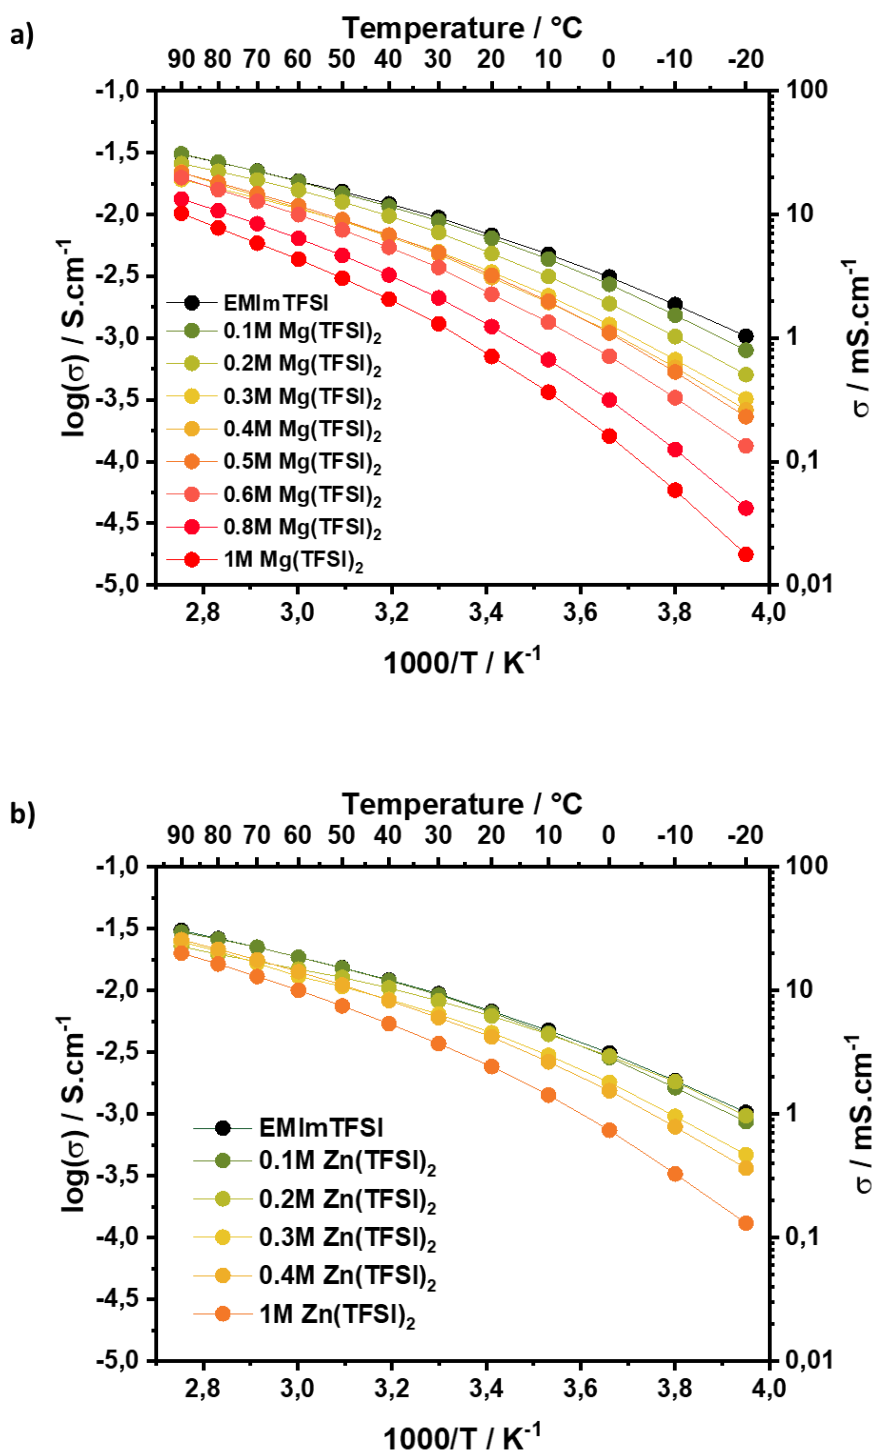 a)
Temperature / °C
90 80 70 60 50 40 30 20 10 0 -10 -20
-1,0
-1,5
-2,0
-2,5
-3,0
-3,5
-4,0
-4,5
-5,0
log(σ) / S.cm-1
100
10
1
0,1
0,01
σ / mS.cm-1
EMImTFSI
0.1M Mg(TFSI)2
0.2M Mg(TFSI)2
0.3M Mg(TFSI)2
0.4M Mg(TFSI)2
0.5M Mg(TFSI)2
0.6M Mg(TFSI)2
0.8M Mg(TFSI)2
1M Mg(TFSI)2
2,8 3,0 3,2 3,4 3,6 3,8 4,0
1000/T / K-1
b)
Temperature / °C
90 80 70 60 50 40 30 20 10 0 -10 -20
-1,0
-1,5
-2,0
-2,5
-3,0
-3,5
-4,0
-4,5
-5,0
log(σ) / S.cm-1
100
10
1
0,1
0,01
σ / mS.cm-1
EMImTFSI
0.1M Zn(TFSI)2
0.2M Zn(TFSI)2
0.3M Zn(TFSI)2
0.4M Zn(TFSI)2
1M Zn(TFSI)2
2,8 3,0 3,2 3,4 3,6 3,8 4,0
1000/T / K-1